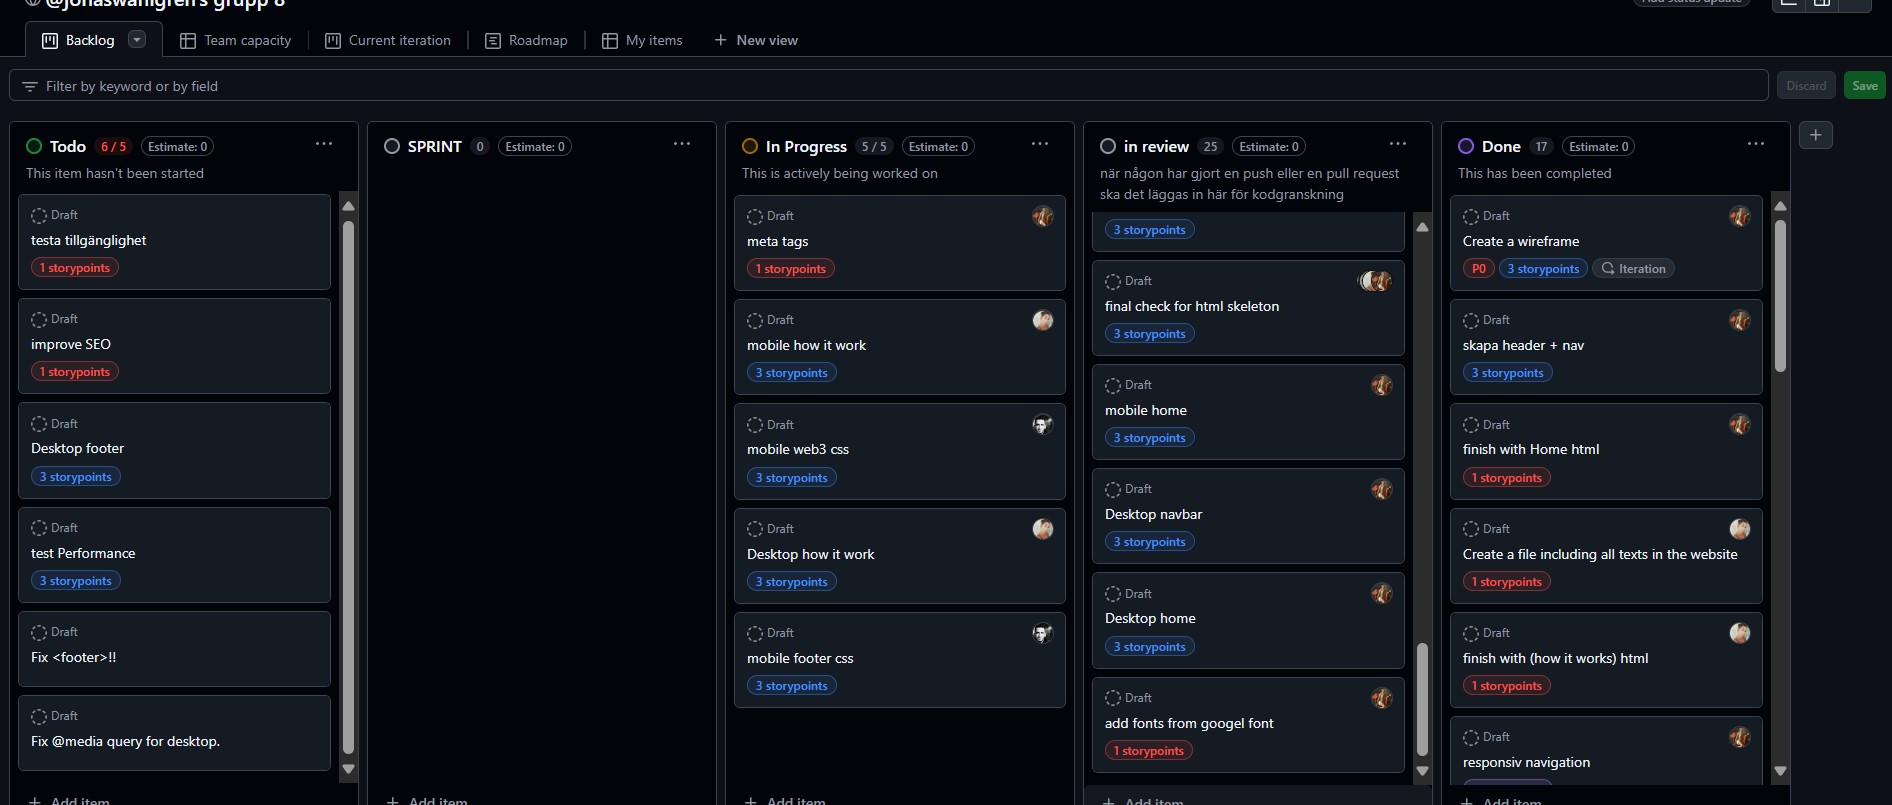 @jonaswahlgren's grupp 8
Add status update
Backlog
Team capacity
Current iteration
Roadmap
My items
New view
Filter by keyword or by field
Discard
Save
Todo 6 / 5 Estimate: 0
This item hasn't been started
Draft
testa tillgänglighet
1 storypoints
Draft
improve SEO
1 storypoints
Draft
Desktop footer
3 storypoints
Draft
test Performance
3 storypoints
Draft
Fix <footer>!!
Draft
Fix @media query for desktop.
Add item
SPRINT 0 Estimate: 0
Add item
In Progress 5 / 5 Estimate: 0
This is actively being worked on
Draft
meta tags
1 storypoints
Draft
mobile how it work
3 storypoints
Draft
mobile web3 css
3 storypoints
Draft
Desktop how it work
3 storypoints
Draft
mobile footer css
3 storypoints
Add item
in review 25 Estimate: 0
när någon har gjort en push eller en pull request
ska det läggas in här för kodgranskning
3 storypoints
Draft
final check for html skeleton
3 storypoints
Draft
mobile home
3 storypoints
Draft
Desktop navbar
3 storypoints
Draft
Desktop home
3 storypoints
Draft
add fonts from googel font
1 storypoints
Add item
Done 17 Estimate: 0
This has been completed
Draft
Create a wireframe
P0 3 storypoints Iteration
Draft
skapa header + nav
3 storypoints
Draft
finish with Home html
1 storypoints
Draft
Create a file including all texts in the website
1 storypoints
Draft
finish with (how it works) html
1 storypoints
Draft
responsiv navigation
Add item